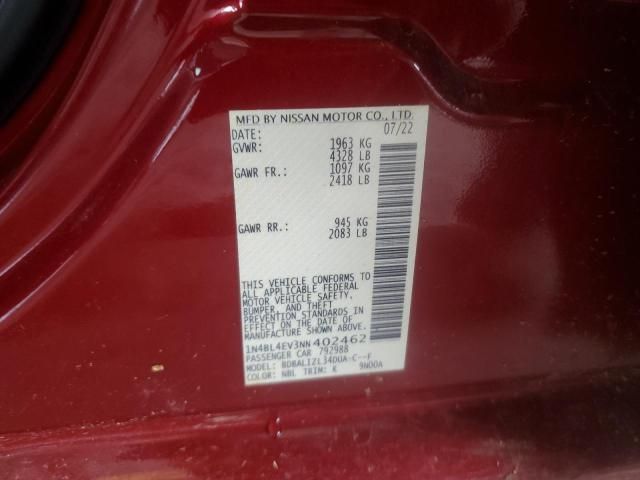 MFD BY NISSAN MOTOR CO., LTD.
DATE: 07/22
GVWR: 1963 KG
4328 LB
GAWR FR.: 1097 KG
2418 LB
GAWR RR.: 945 KG
2083 LB
THIS VEHICLE CONFORMS TO
ALL APPLICABLE FEDERAL
MOTOR VEHICLE SAFETY,
BUMPER, AND THEFT
PREVENTION STANDARDS IN
EFFECT ON THE DATE OF
MANUFACTURE SHOWN ABOVE.
1N4BL4EV3NN402462
PASSENGER CAR 792988
MODEL: BDBALIZL34DUA-C--F
COLOR: NBL TRIM: K 9N00A